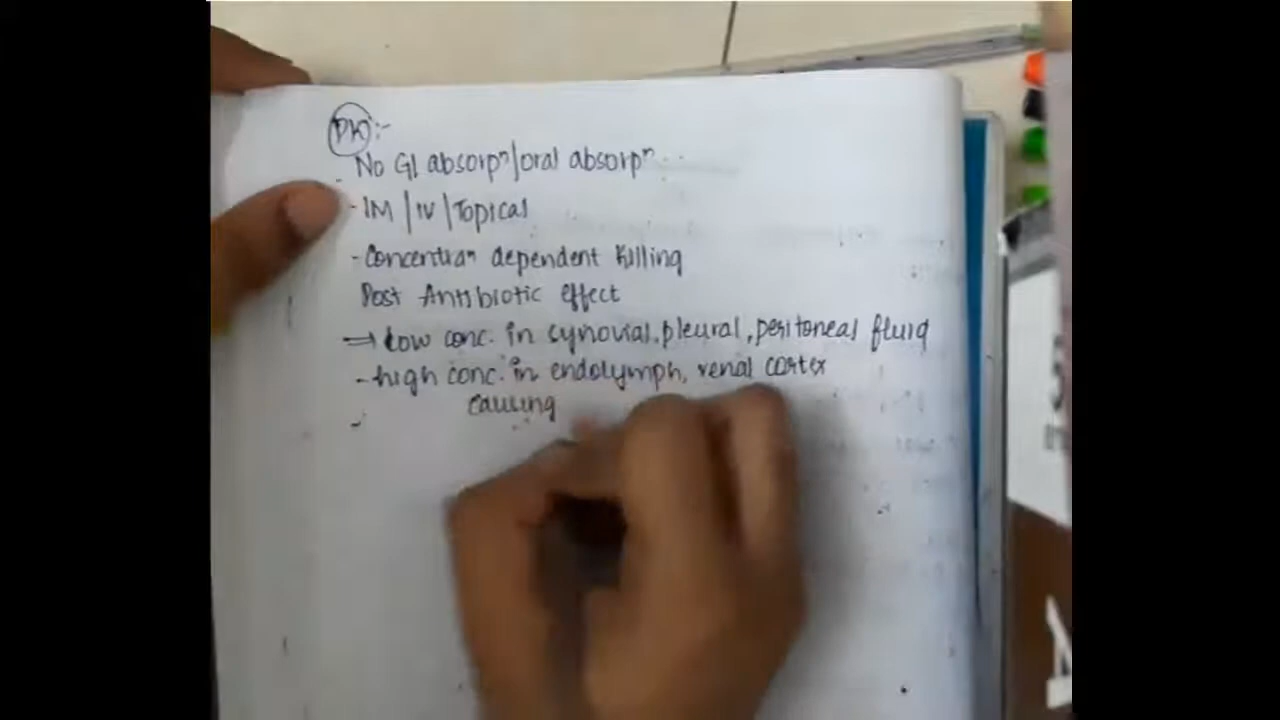 PK:-
No GI absorpⁿ/oral absorpⁿ
- IM / IV / Topical
- Concentraⁿ dependent killing
Post Antibiotic effect
→ Low conc. in synovial, pleural, peritoneal fluid
- high conc. in endolymph, renal cortex
causing